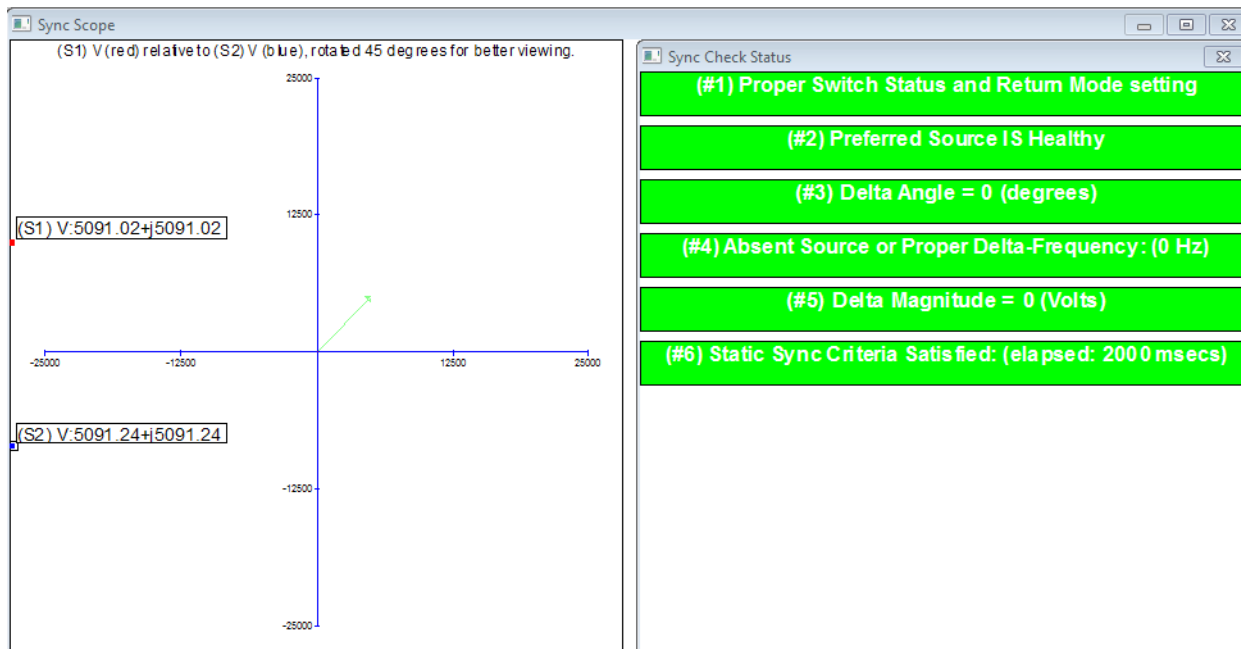 Sync Scope
(S1) V (red) relative to (S2) V (blue), rotated 45 degrees for better viewing.
25000
12500
(S1) V:5091.02+j5091.02
-25000
-12500
12500
25000
(S2) V:5091.24+j5091.24
-12500
-25000
Sync Check Status
(#1) Proper Switch Status and Return Mode setting
(#2) Preferred Source IS Healthy
(#3) Delta Angle = 0 (degrees)
(#4) Absent Source or Proper Delta-Frequency: (0 Hz)
(#5) Delta Magnitude = 0 (Volts)
(#6) Static Sync Criteria Satisfied: (elapsed: 2000 msecs)